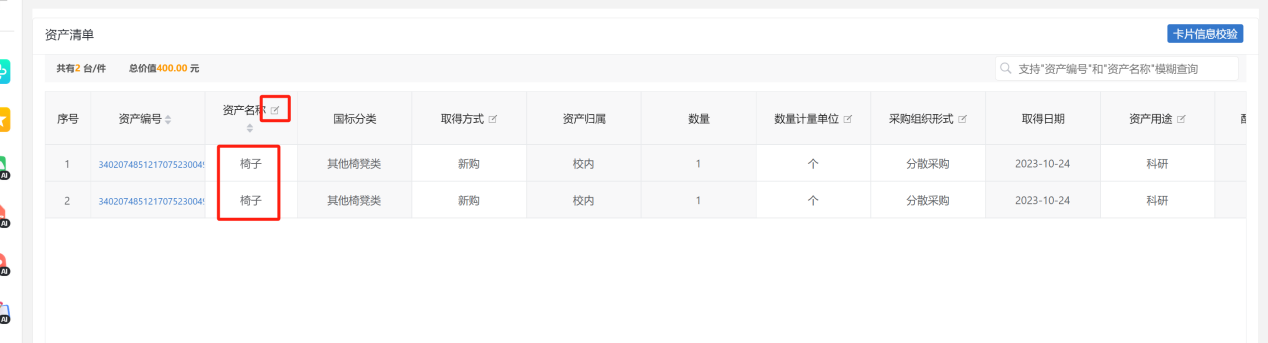 资产清单
卡片信息校验
共有2 台/件 总价值400.00 元
支持"资产编号"和"资产名称"模糊查询
序号 资产编号 资产名称 国标分类 取得方式 资产归属 数量 数量计量单位 采购组织形式 取得日期 资产用途
1 34020748512170752300 椅子 其他椅凳类 新购 校内 1 个 分散采购 2023-10-24 科研
2 34020748512170752300 椅子 其他椅凳类 新购 校内 1 个 分散采购 2023-10-24 科研
AI
AI
AI
AI